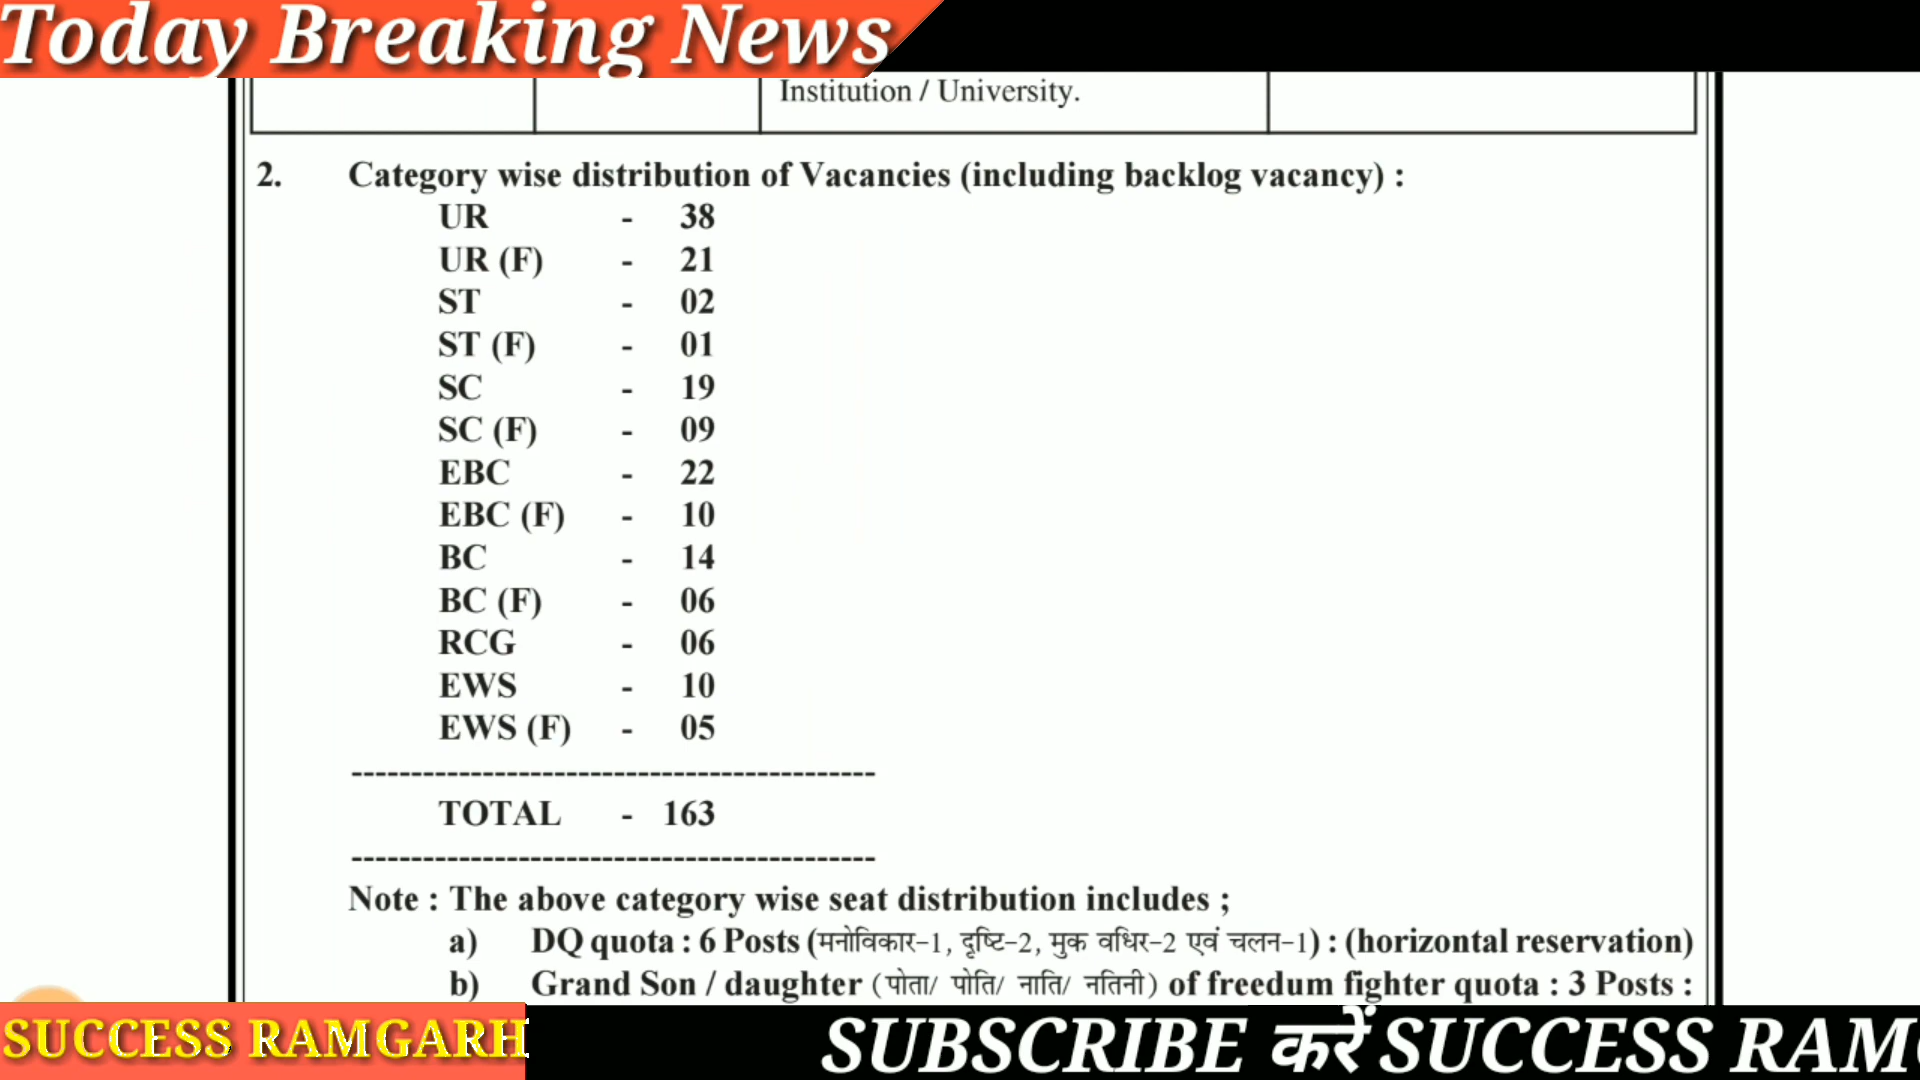 Today Breaking News
Institution / University.
2. Category wise distribution of Vacancies (including backlog vacancy) :
UR - 38
UR (F) - 21
ST - 02
ST (F) - 01
SC - 19
SC (F) - 09
EBC - 22
EBC (F) - 10
BC - 14
BC (F) - 06
RCG - 06
EWS - 10
EWS (F) - 05
--------------------------------------------
TOTAL - 163
--------------------------------------------
Note : The above category wise seat distribution includes ;
a) DQ quota : 6 Posts (मनोविकार-1, दृष्टि-2, मुक वधिर-2 एवं चलन-1) : (horizontal reservation)
b) Grand Son / daughter (पोता/ पोति/ नाति/ नतिनी) of freedum fighter quota : 3 Posts :
SUCCESS RAMGARH
SUBSCRIBE करें SUCCESS RAM